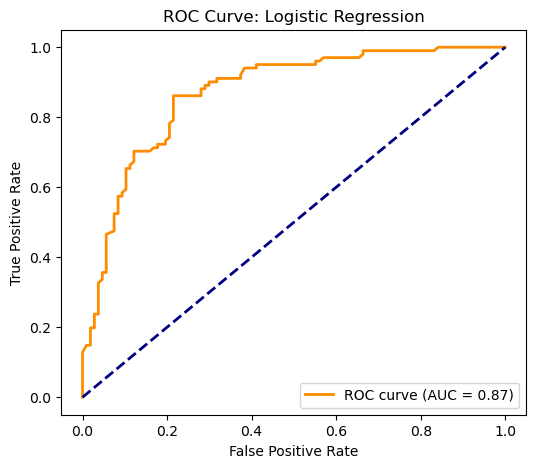 ROC Curve: Logistic Regression
True Positive Rate
1.0
0.8
0.6
0.4
0.2
0.0
ROC curve (AUC = 0.87)
0.0 0.2 0.4 0.6 0.8 1.0
False Positive Rate